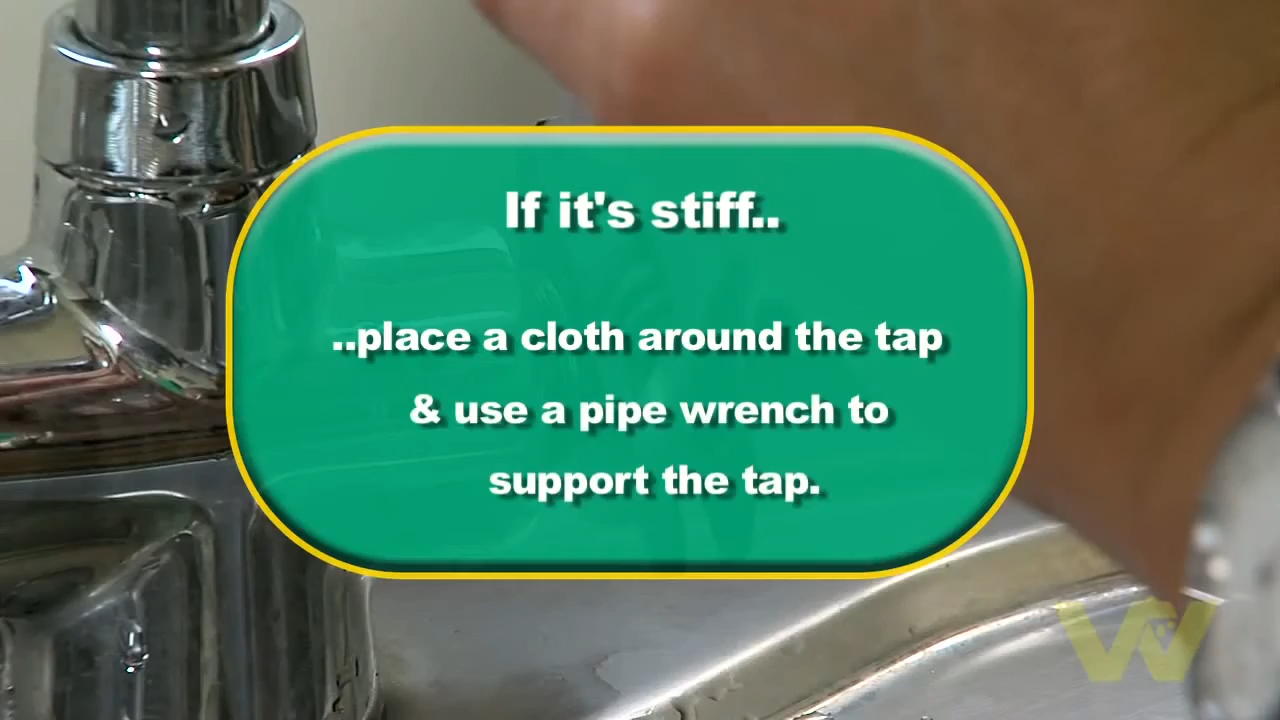 If it's stiff..
..place a cloth around the tap
& use a pipe wrench to
support the tap.